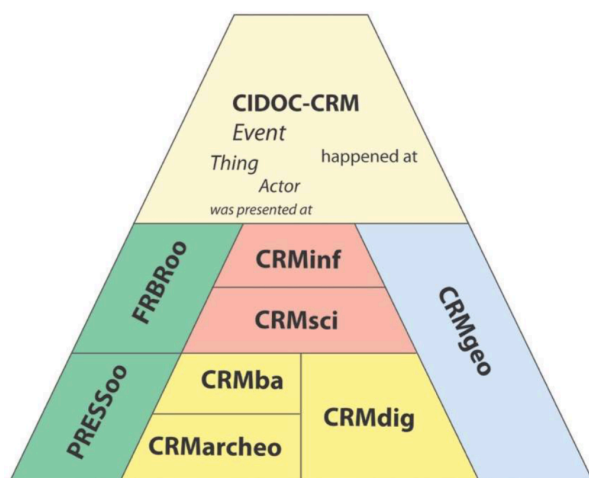 CIDOC-CRM
Event
Thing
happened at
Actor
was presented at
FRBRoo
CRMinf
CRMsci
CRMgeo
PRESSoo
CRMba
CRMdig
CRMarcheo